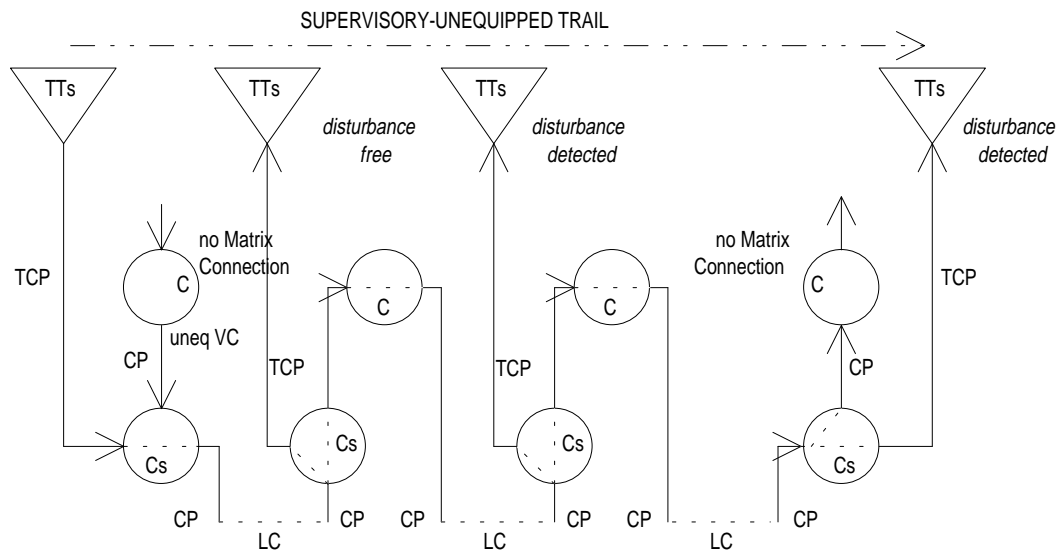 SUPERVISORY-UNEQUIPPED TRAIL
TTs TTs TTs TTs
disturbance
free
disturbance
detected
disturbance
detected
no Matrix
Connection
no Matrix
Connection
TCP C C C C TCP
uneq VC
CP TCP TCP CP
Cs Cs Cs Cs
CP CP CP CP CP CP
LC LC LC